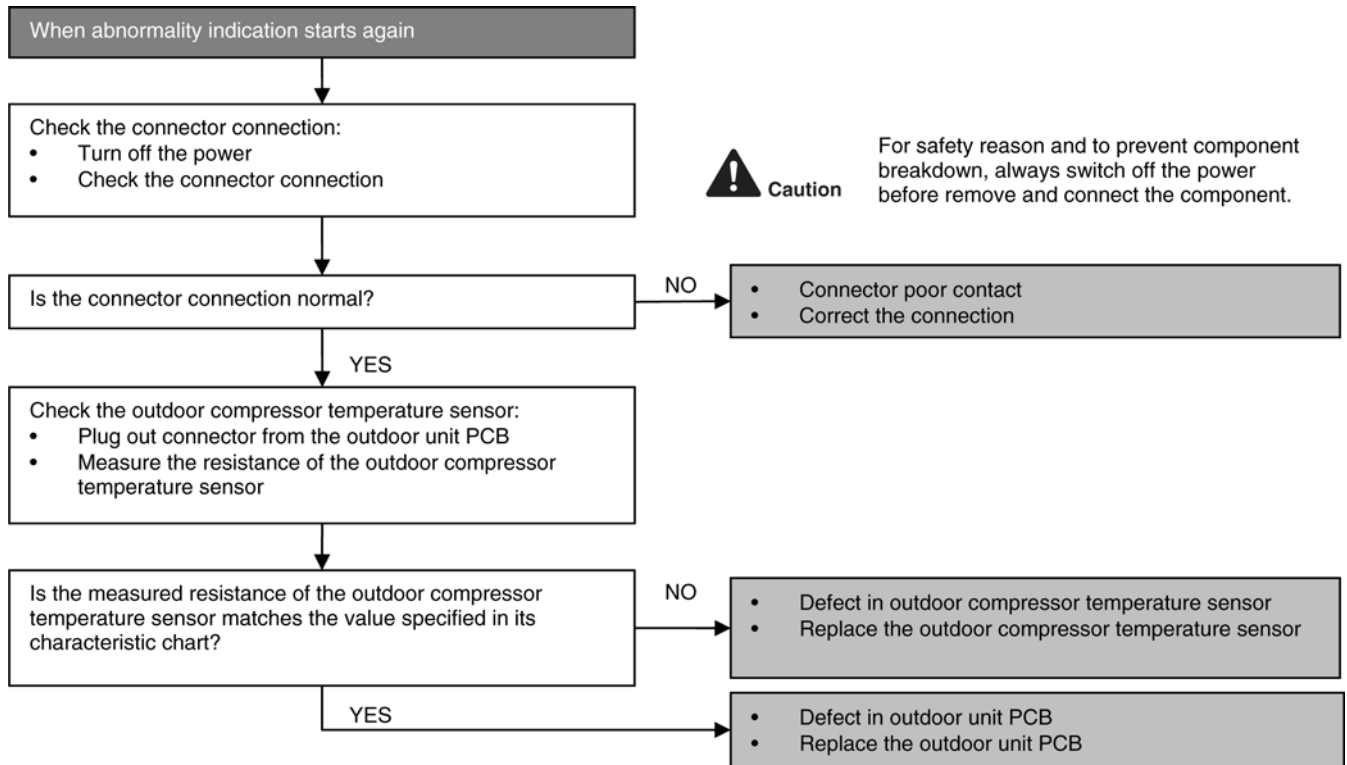 When abnormality indication starts again
Check the connector connection:
• Turn off the power
• Check the connector connection
For safety reason and to prevent component
breakdown, always switch off the power
before remove and connect the component.
Caution
Is the connector connection normal?
NO
• Connector poor contact
• Correct the connection
YES
Check the outdoor compressor temperature sensor:
• Plug out connector from the outdoor unit PCB
• Measure the resistance of the outdoor compressor
temperature sensor
Is the measured resistance of the outdoor compressor
temperature sensor matches the value specified in its
characteristic chart?
NO
• Defect in outdoor compressor temperature sensor
• Replace the outdoor compressor temperature sensor
YES
• Defect in outdoor unit PCB
• Replace the outdoor unit PCB